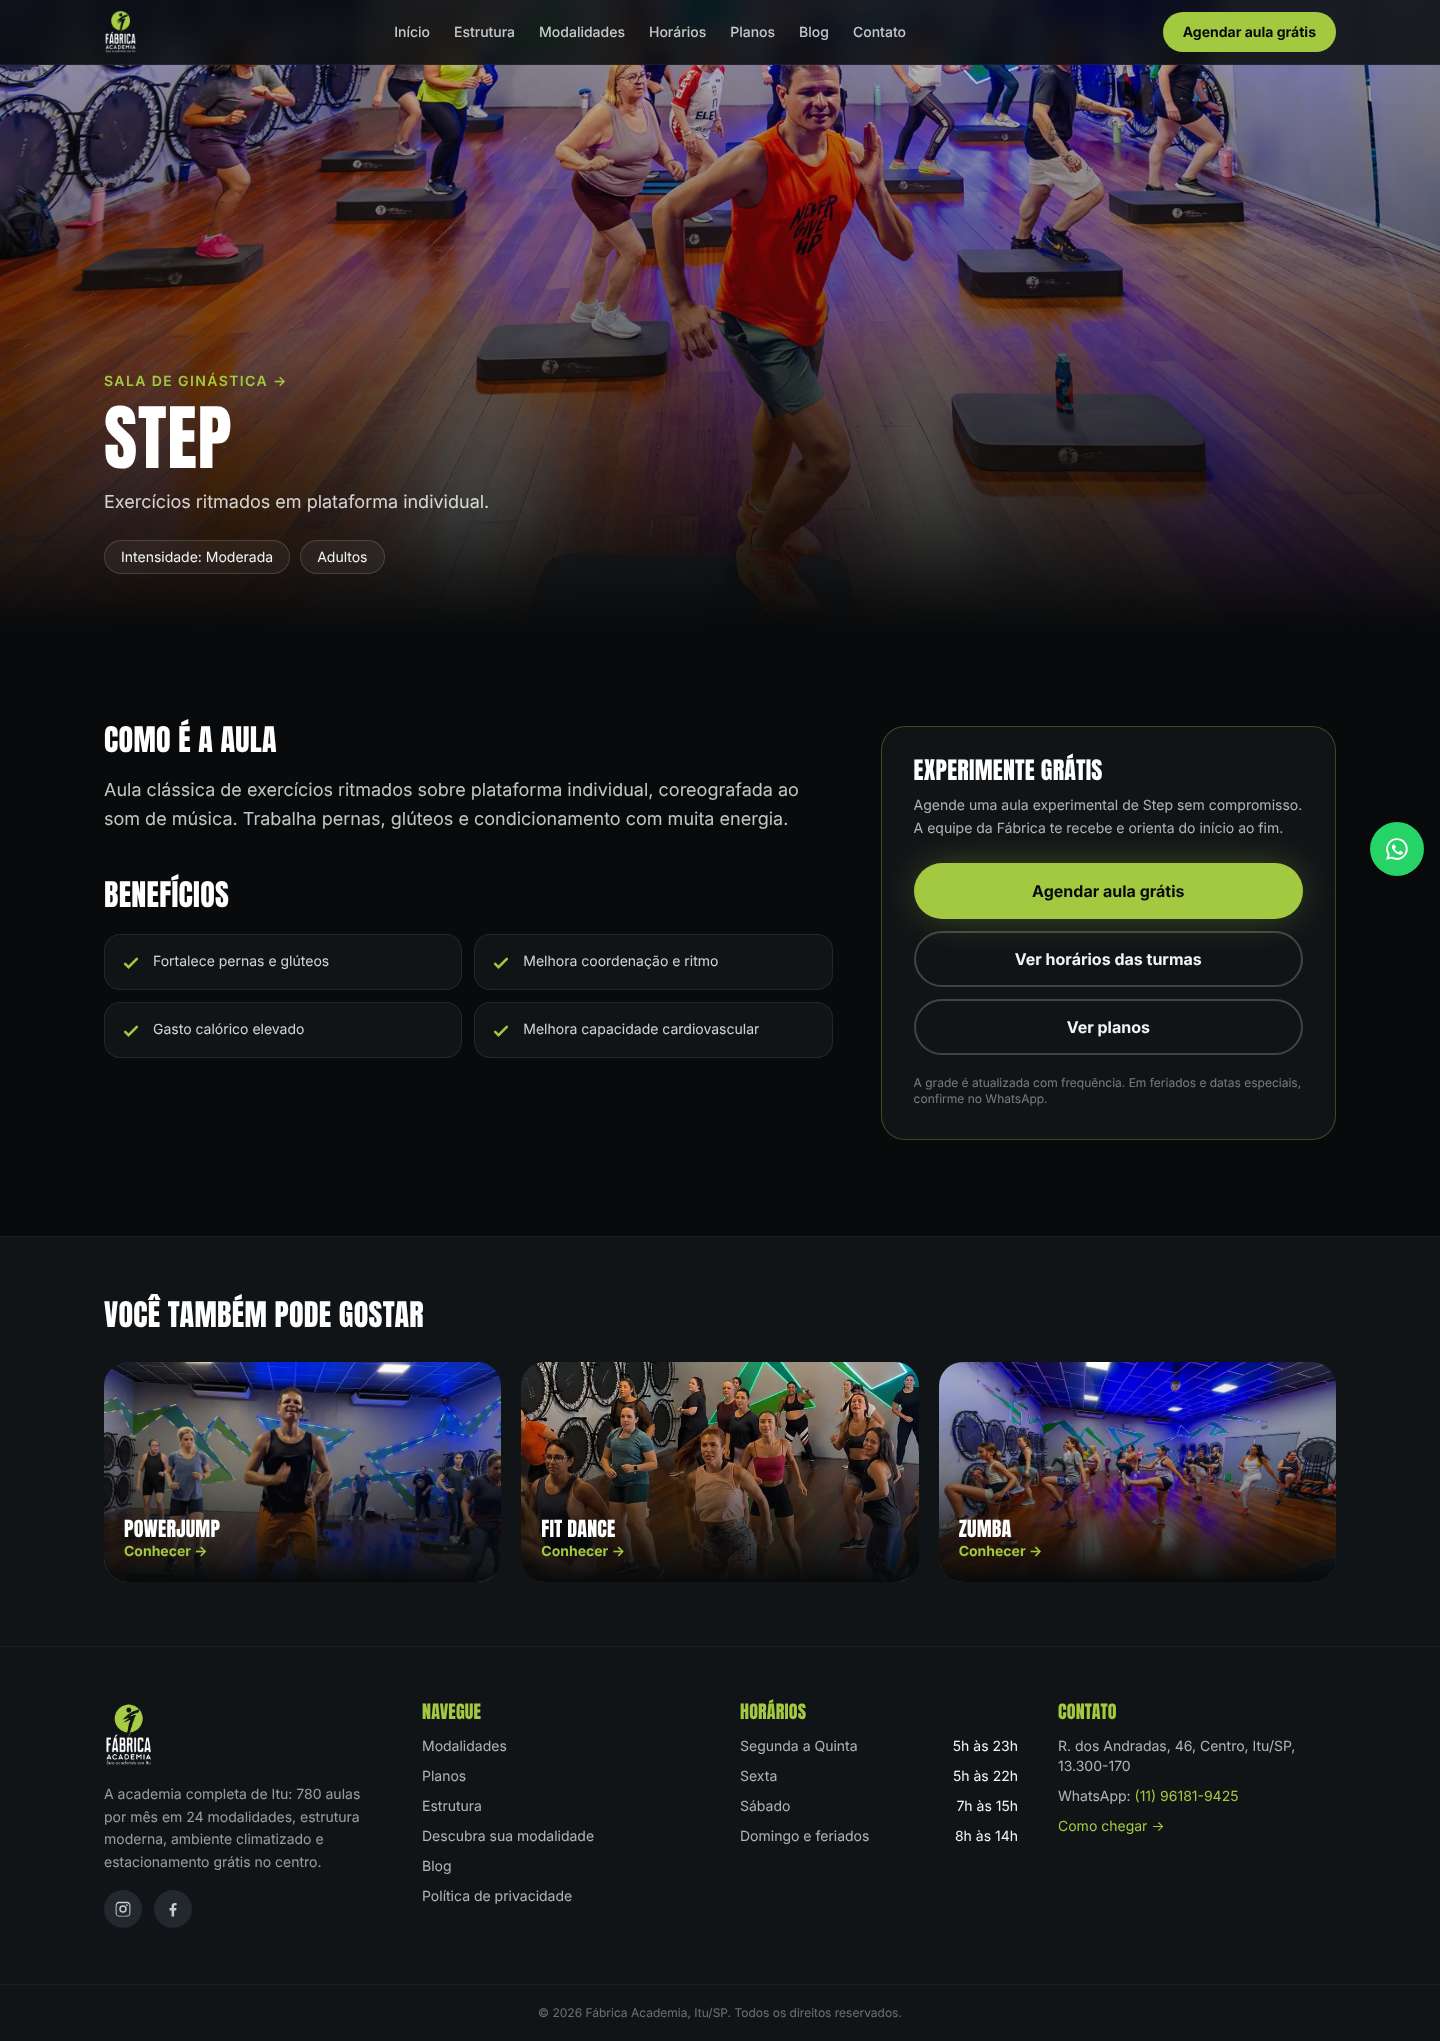 FÁBRICA
ACADEMIA
Início
Estrutura
Modalidades
Horários
Planos
Blog
Contato
Agendar aula grátis
NEVER
GIVE
UP
SALA DE GINÁSTICA →
STEP
Exercícios ritmados em plataforma individual.
Intensidade: Moderada
Adultos
COMO É A AULA
Aula clássica de exercícios ritmados sobre plataforma individual, coreografada ao
som de música. Trabalha pernas, glúteos e condicionamento com muita energia.
BENEFÍCIOS
Fortalece pernas e glúteos
Melhora coordenação e ritmo
Gasto calórico elevado
Melhora capacidade cardiovascular
EXPERIMENTE GRÁTIS
Agende uma aula experimental de Step sem compromisso.
A equipe da Fábrica te recebe e orienta do início ao fim.
Agendar aula grátis
Ver horários das turmas
Ver planos
A grade é atualizada com frequência. Em feriados e datas especiais,
confirme no WhatsApp.
VOCÊ TAMBÉM PODE GOSTAR
POWERJUMP
Conhecer →
FIT DANCE
Conhecer →
ZUMBA
Conhecer →
FÁBRICA
ACADEMIA
A academia completa de Itu: 780 aulas
por mês em 24 modalidades, estrutura
moderna, ambiente climatizado e
estacionamento grátis no centro.
NAVEGUE
Modalidades
Planos
Estrutura
Descubra sua modalidade
Blog
Política de privacidade
HORÁRIOS
Segunda a Quinta 5h às 23h
Sexta 5h às 22h
Sábado 7h às 15h
Domingo e feriados 8h às 14h
CONTATO
R. dos Andradas, 46, Centro, Itu/SP,
13.300-170
WhatsApp: (11) 96181-9425
Como chegar →
© 2026 Fábrica Academia, Itu/SP. Todos os direitos reservados.